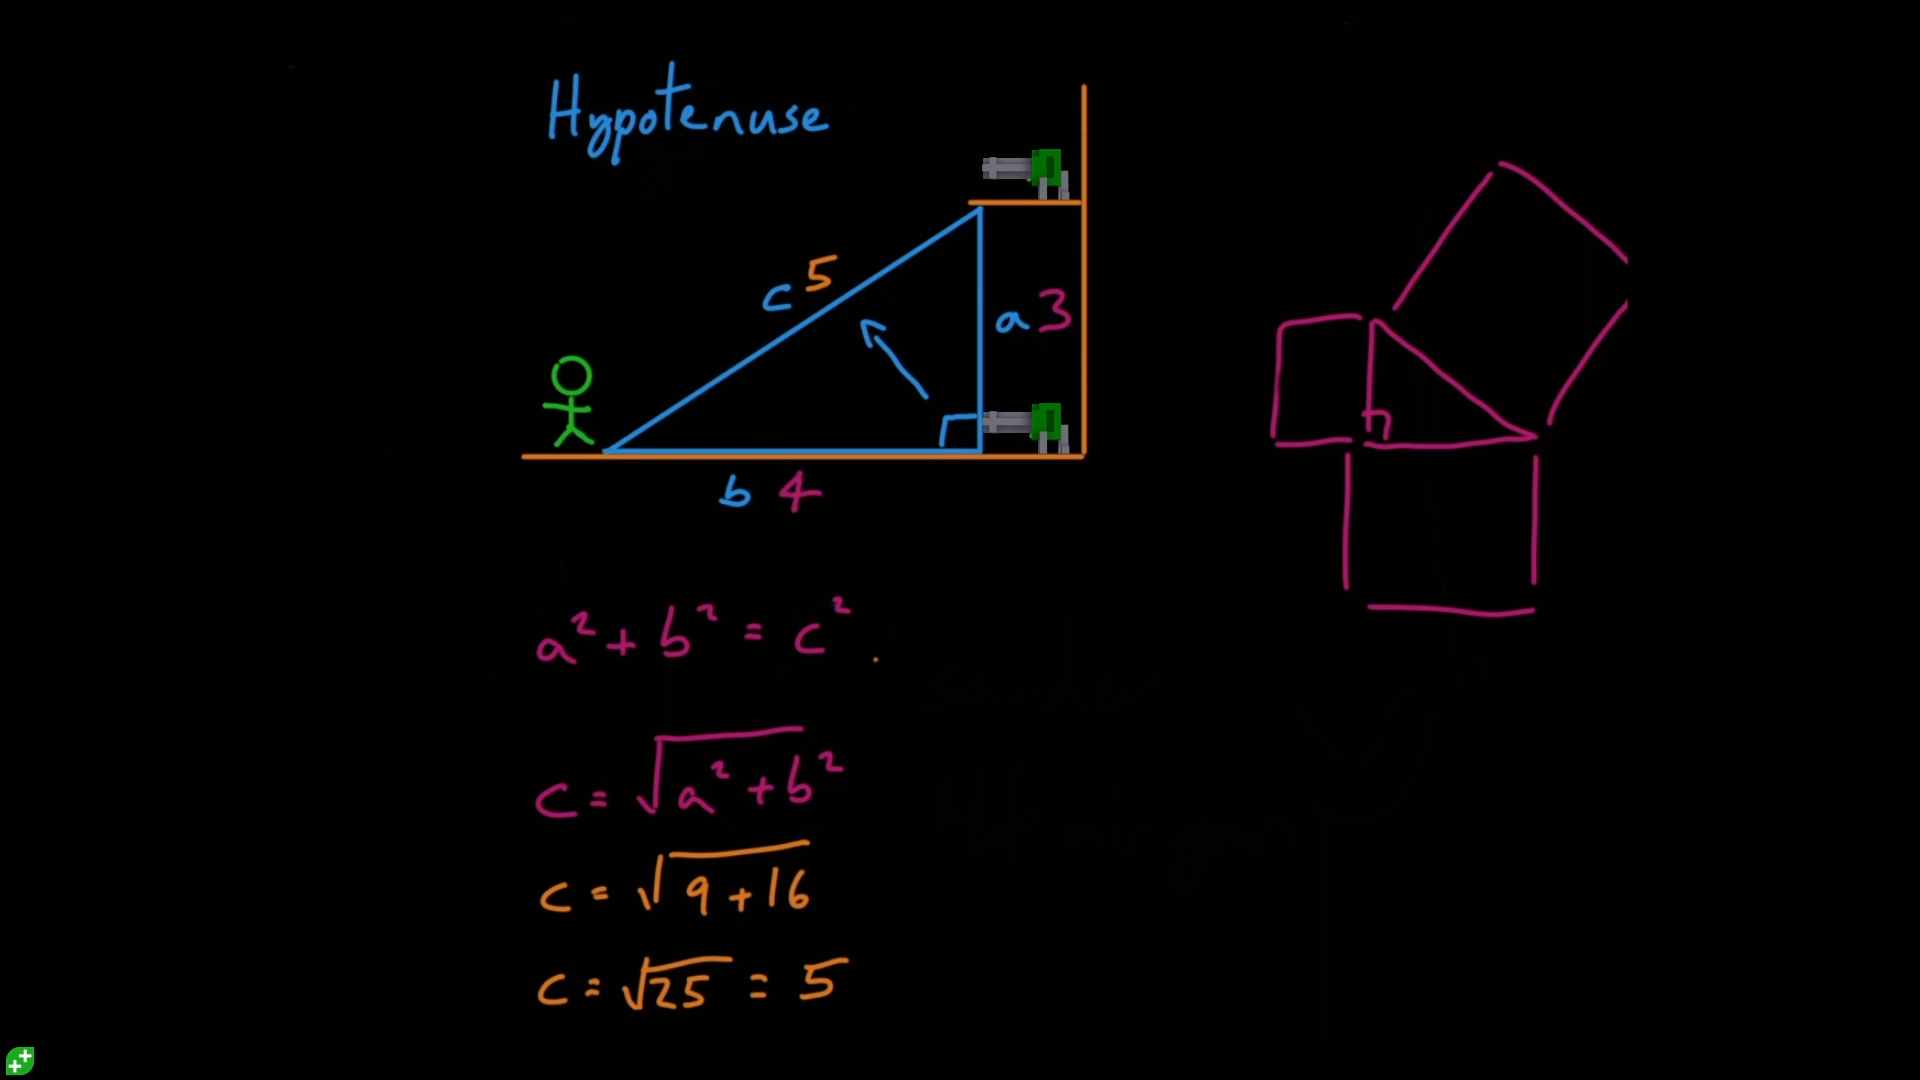 Hypotenuse
c 5
a 3
b 4
a² + b² = c²
c = √a² + b²
c = √9 + 16
c = √25 = 5